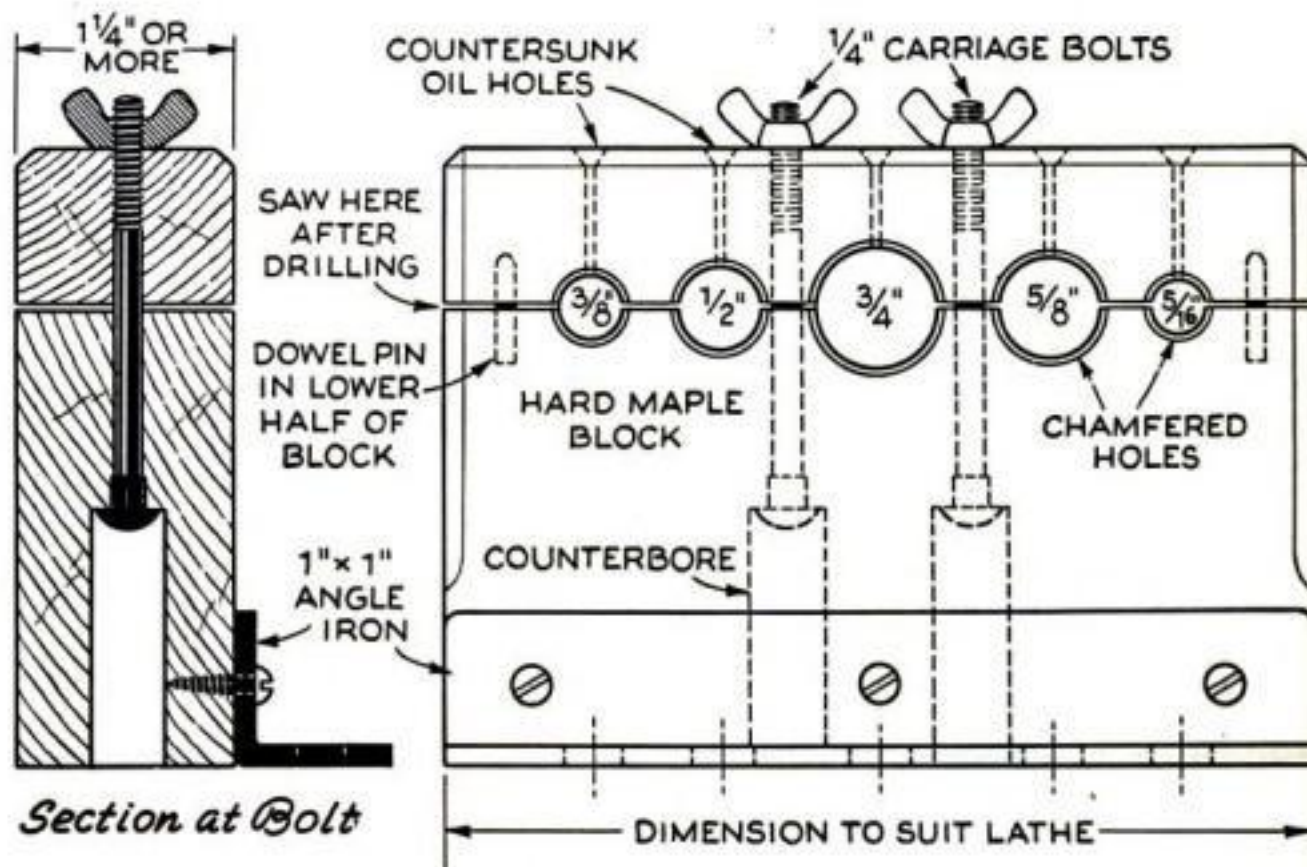 1¼" OR
MORE
COUNTERSUNK
OIL HOLES
¼" CARRIAGE BOLTS
SAW HERE
AFTER
DRILLING
3/8"
1/2"
3/4"
5/8"
5/16"
DOWEL PIN
IN LOWER
HALF OF
BLOCK
HARD MAPLE
BLOCK
CHAMFERED
HOLES
1" × 1"
ANGLE
IRON
COUNTERBORE
Section at Bolt
DIMENSION TO SUIT LATHE